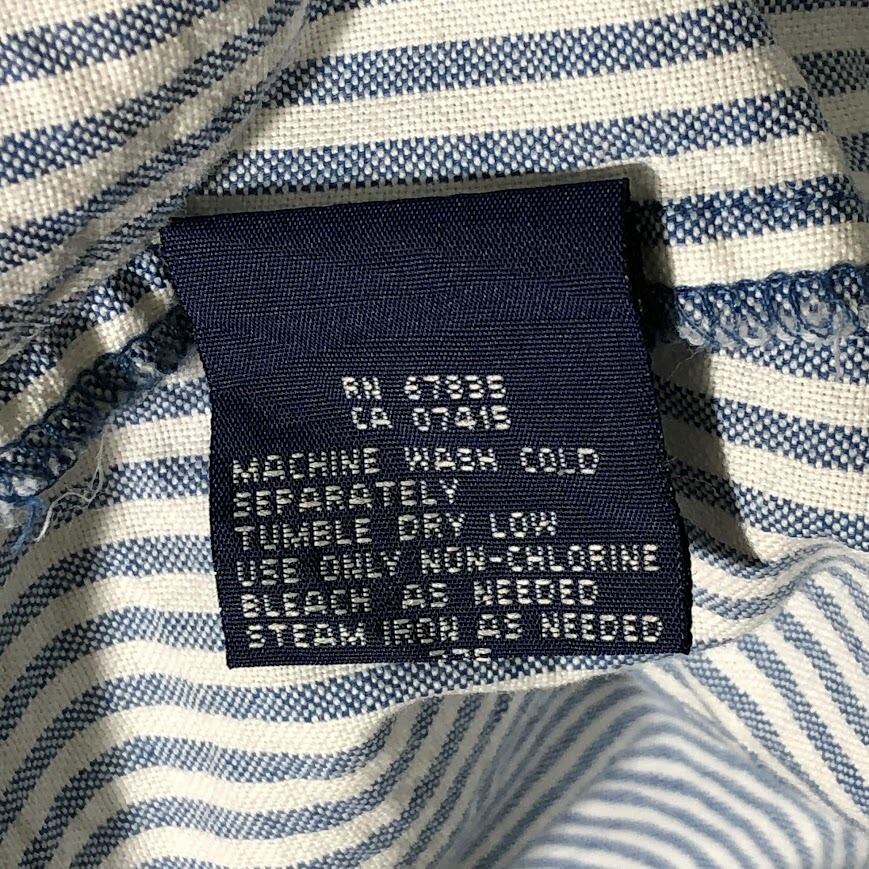 RN 67835
CA 07415
MACHINE WASH COLD
SEPARATELY
TUMBLE DRY LOW
USE ONLY NON-CHLORINE
BLEACH AS NEEDED
STEAM IRON AS NEEDED